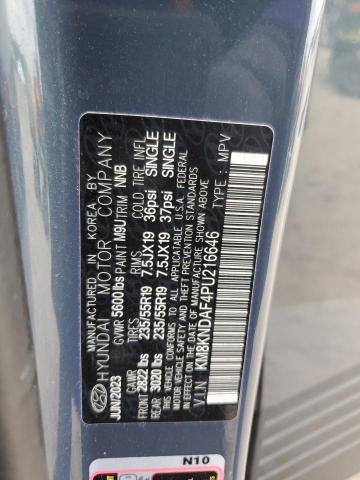 MANUFACTURED IN KOREA BY
HYUNDAI MOTOR COMPANY
JUN/2023 GVWR 5600 lbs PAINT M9U TRIM NNB
GAWR TIRES RIMS COLD TIRE INFL
FRONT 2822 lbs 235/55R19 7.5JX19 36psi SINGLE
REAR 3020 lbs 235/55R19 7.5JX19 37psi SINGLE
THIS VEHICLE CONFORMS TO ALL APPLICABLE U.S.A. FEDERAL
MOTOR VEHICLE SAFETY AND THEFT PREVENTION STANDARDS
IN EFFECT ON THE DATE OF MANUFACTURE SHOWN ABOVE
V I N : KM8KNDAF4PU216646 TYPE : MPV
N10